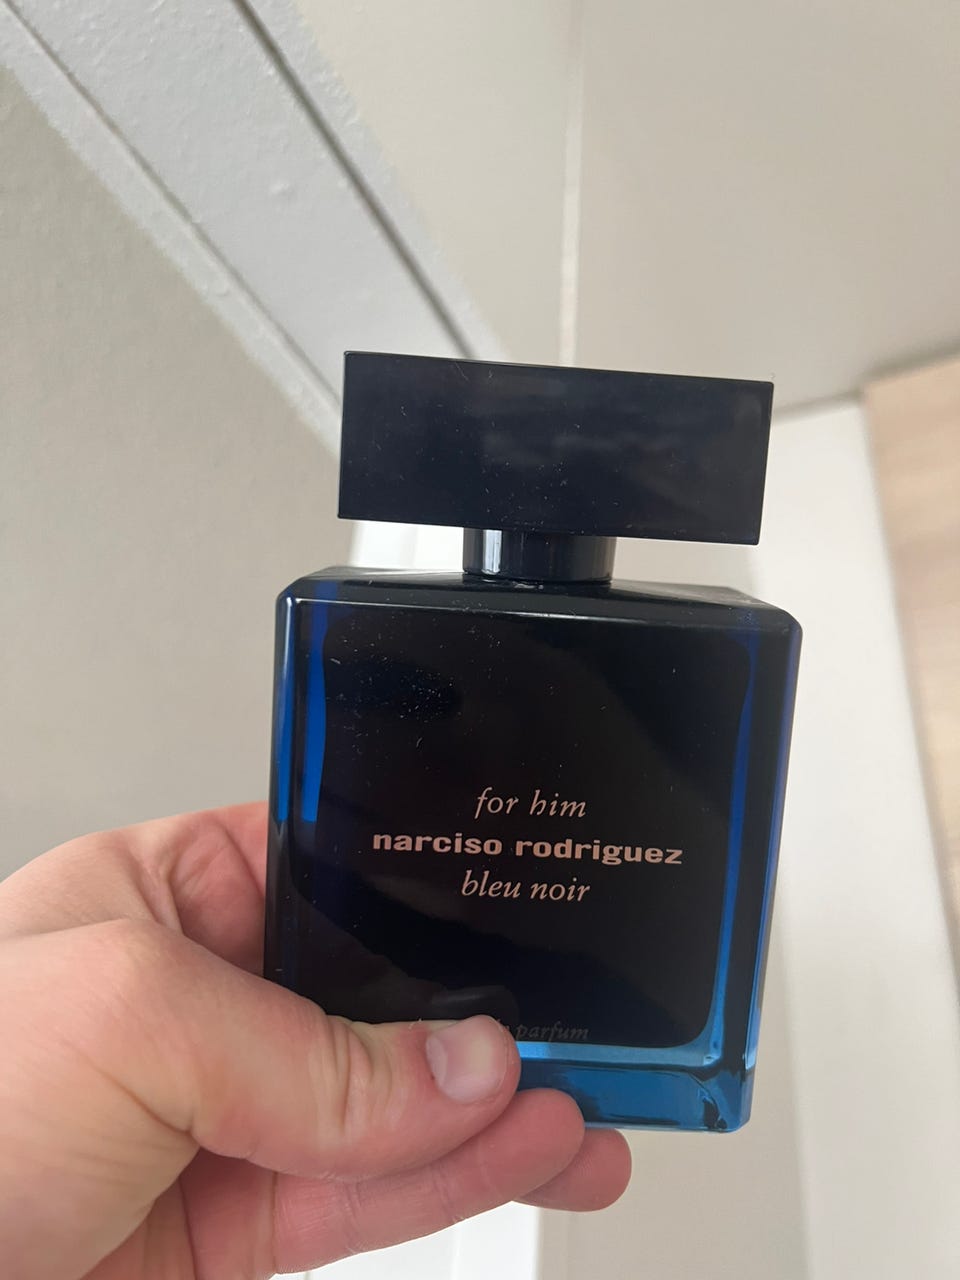 for him
narciso rodriguez
bleu noir
parfum